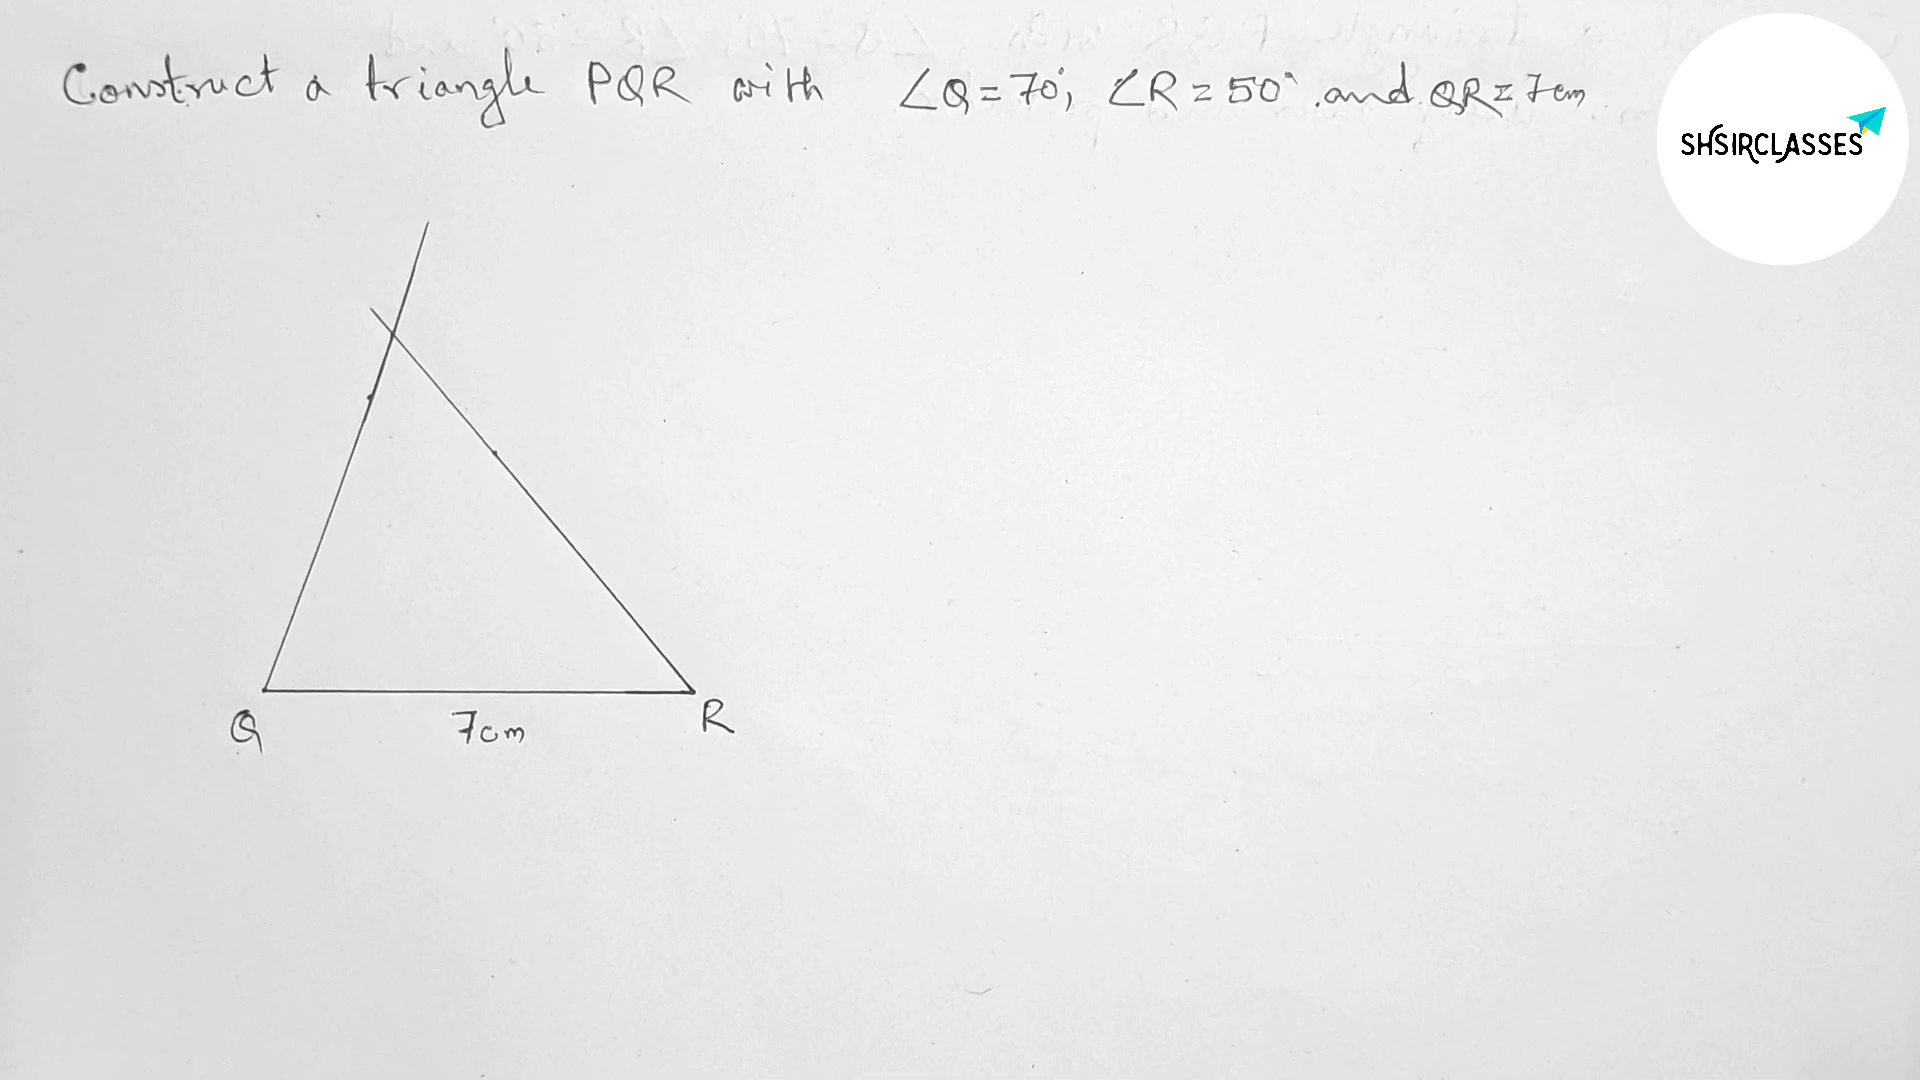 Construct a triangle PQR with ∠Q=70°, ∠R=50° and QR=7cm
SHSIRCLASSES
Q 7cm R